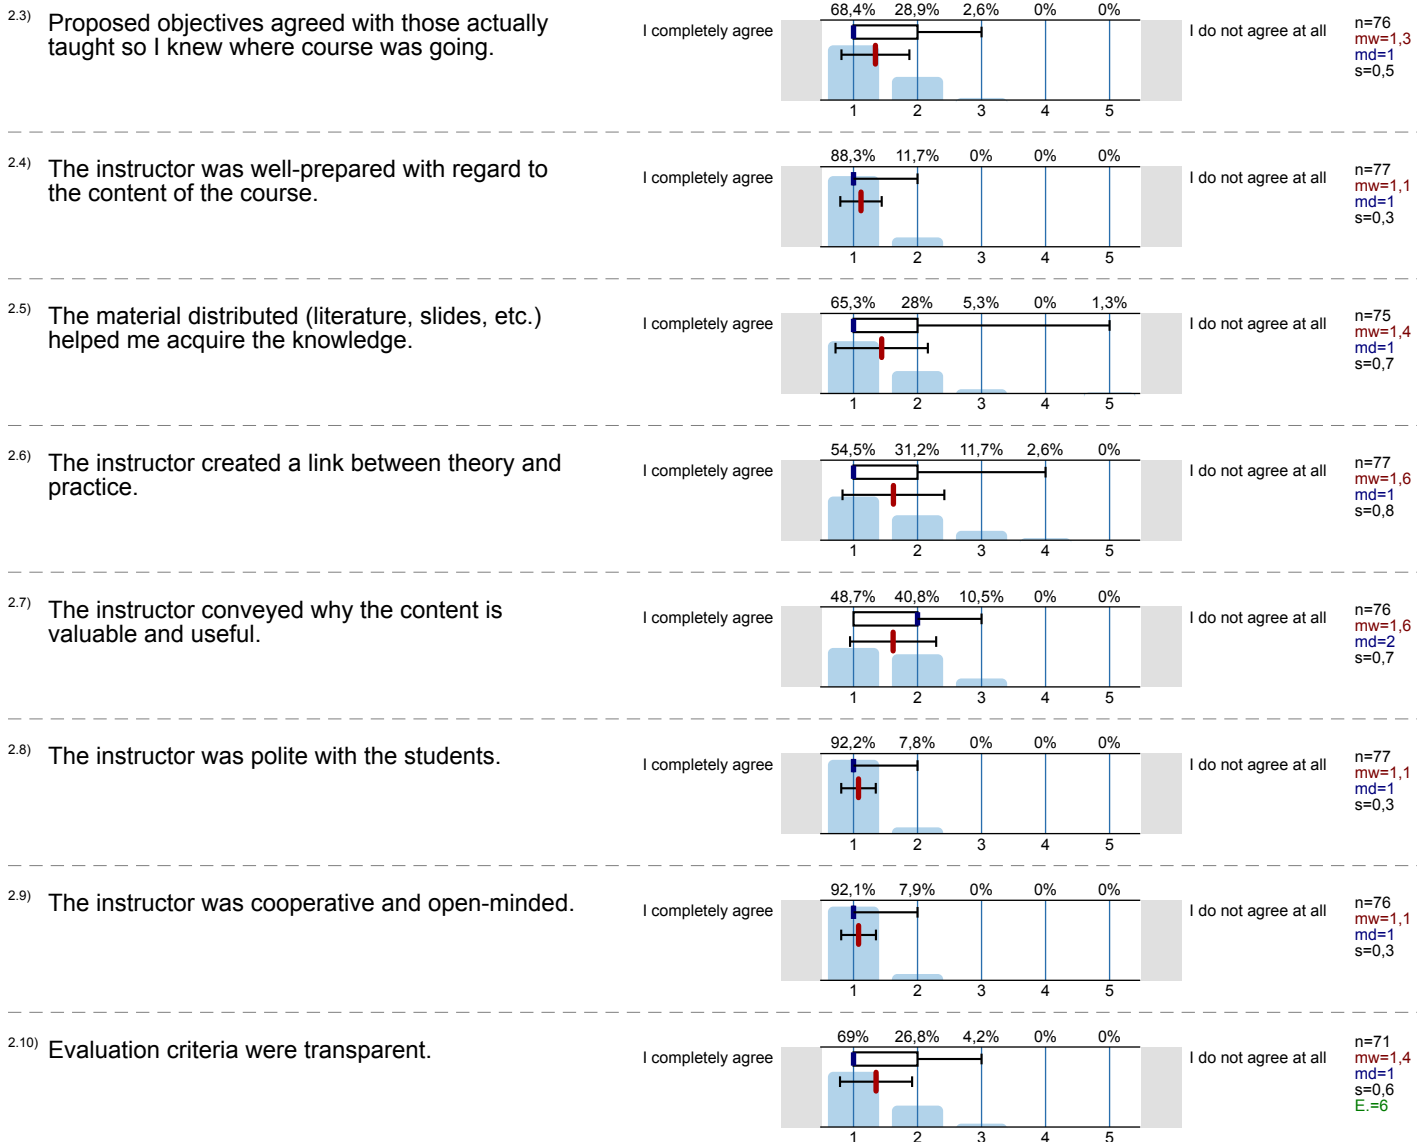 2.3) Proposed objectives agreed with those actually
taught so I knew where course was going.
I completely agree
68,4% 28,9% 2,6% 0% 0%
1 2 3 4 5
I do not agree at all
n=76
mw=1,3
md=1
s=0,5
2.4) The instructor was well-prepared with regard to
the content of the course.
I completely agree
88,3% 11,7% 0% 0% 0%
1 2 3 4 5
I do not agree at all
n=77
mw=1,1
md=1
s=0,3
2.5) The material distributed (literature, slides, etc.)
helped me acquire the knowledge.
I completely agree
65,3% 28% 5,3% 0% 1,3%
1 2 3 4 5
I do not agree at all
n=75
mw=1,4
md=1
s=0,7
2.6) The instructor created a link between theory and
practice.
I completely agree
54,5% 31,2% 11,7% 2,6% 0%
1 2 3 4 5
I do not agree at all
n=77
mw=1,6
md=1
s=0,8
2.7) The instructor conveyed why the content is
valuable and useful.
I completely agree
48,7% 40,8% 10,5% 0% 0%
1 2 3 4 5
I do not agree at all
n=76
mw=1,6
md=2
s=0,7
2.8) The instructor was polite with the students.
I completely agree
92,2% 7,8% 0% 0% 0%
1 2 3 4 5
I do not agree at all
n=77
mw=1,1
md=1
s=0,3
2.9) The instructor was cooperative and open-minded.
I completely agree
92,1% 7,9% 0% 0% 0%
1 2 3 4 5
I do not agree at all
n=76
mw=1,1
md=1
s=0,3
2.10) Evaluation criteria were transparent.
I completely agree
69% 26,8% 4,2% 0% 0%
1 2 3 4 5
I do not agree at all
n=71
mw=1,4
md=1
s=0,6
E.=6